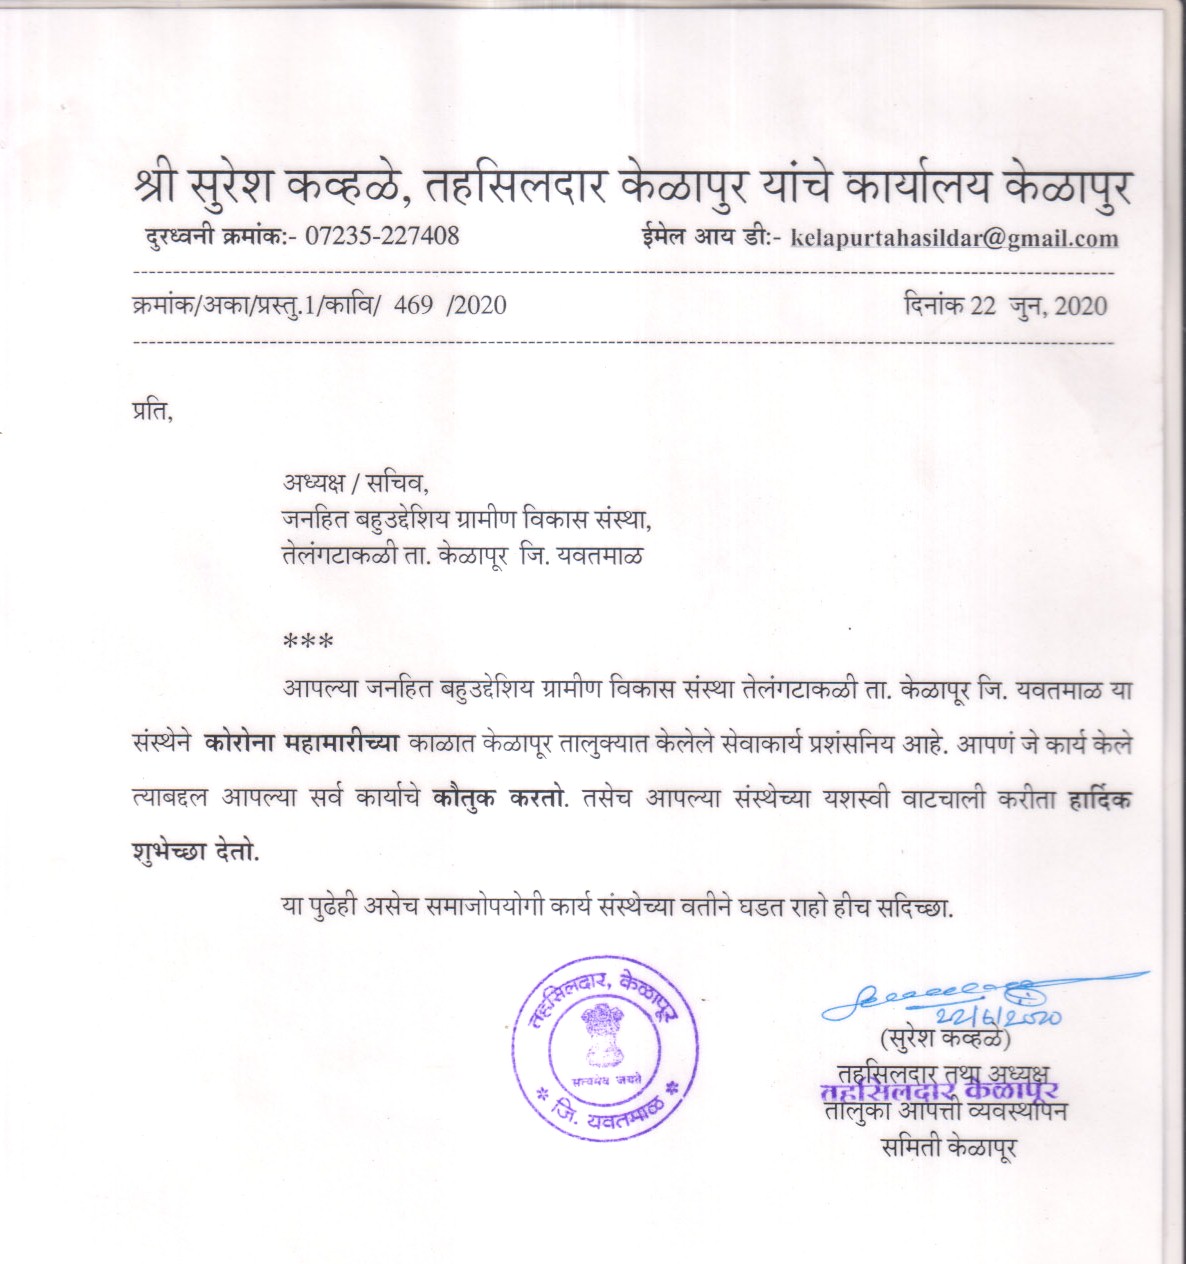 श्री सुरेश कव्हळे, तहसिलदार केळापुर यांचे कार्यालय केळापुर
दुरध्वनी क्रमांक:- 07235-227408 ईमेल आय डी:- kelapurtahasildar@gmail.com
क्रमांक/अका/प्रस्तु.1/कावि/ 469 /2020 दिनांक 22 जुन, 2020
प्रति,
अध्यक्ष / सचिव,
जनहित बहुउद्देशिय ग्रामीण विकास संस्था,
तेलंगटाकळी ता. केळापूर जि. यवतमाळ
***
आपल्या जनहित बहुउद्देशिय ग्रामीण विकास संस्था तेलंगटाकळी ता. केळापूर जि. यवतमाळ या
संस्थेने कोरोना महामारीच्या काळात केळापूर तालुक्यात केलेले सेवाकार्य प्रशंसनिय आहे. आपणं जे कार्य केले
त्याबद्दल आपल्या सर्व कार्याचे कौतुक करतो. तसेच आपल्या संस्थेच्या यशस्वी वाटचाली करीता हार्दिक
शुभेच्छा देतो.
या पुढेही असेच समाजोपयोगी कार्य संस्थेच्या वतीने घडत राहो हीच सदिच्छा.
तहसिलदार, केळापूर
सत्यमेव जयते
* जि. यवतमाळ *
22/6/2020
(सुरेश कव्हळे)
तहसिलदार तथा अध्यक्ष
तहसिलदार केळापूर
तालुका आपत्ती व्यवस्थापन
समिती केळापूर